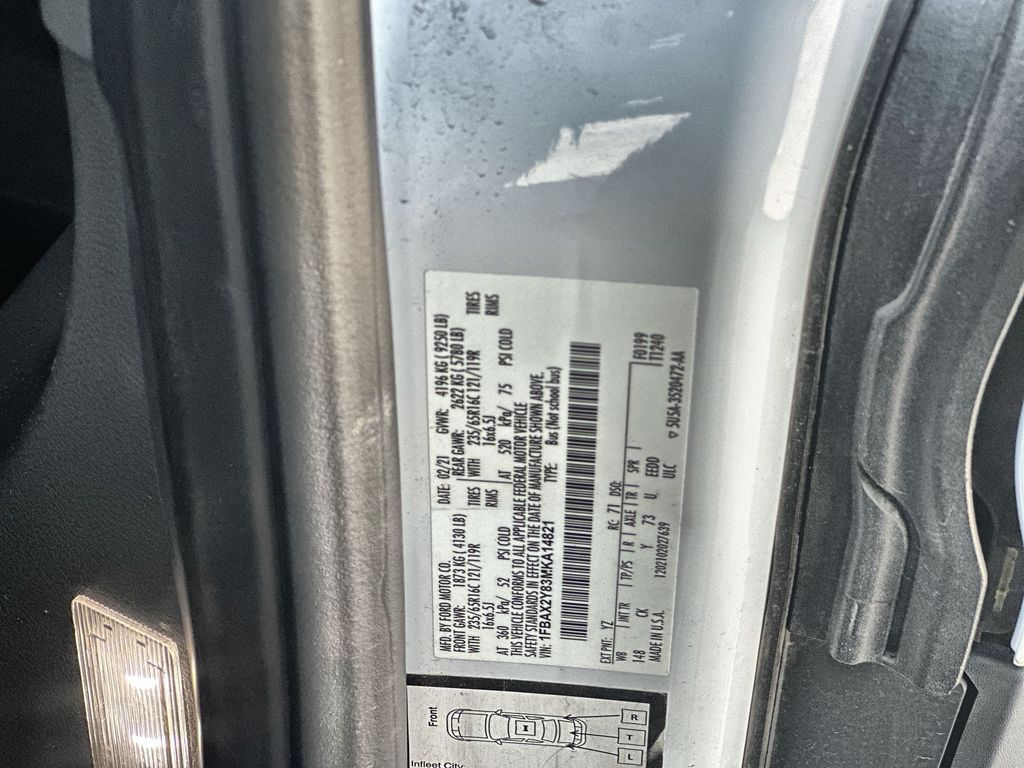 MFD. BY FORD MOTOR CO.
DATE: 02/21 GVWR: 4196 KG ( 9250 LB)
FRONT GAWR: 1873 KG ( 4130 LB)
REAR GAWR: 2622 KG ( 5780 LB)
WITH 235/65R16C 121/119R TIRES
16x6.5J RIMS
AT 360 kPa/ 52 PSI COLD
WITH 235/65R16C 121/119R TIRES
16x6.5J RIMS
AT 520 kPa/ 75 PSI COLD
THIS VEHICLE CONFORMS TO ALL APPLICABLE FEDERAL MOTOR VEHICLE
SAFETY STANDARDS IN EFFECT ON THE DATE OF MANUFACTURE SHOWN ABOVE.
VIN: 1FBAX2Y83MKA14821 TYPE: Bus (Not school bus)
EXT PNT: YZ RC: 71 DSO: F0199
WB INT TR TP/PS R AXLE TR SPR T1240
148 CK Y 73 U EEDD
MADE IN U.S.A. 1202102027639 ULC SU5A-3520472-AA
Front
R
T
L
Infleet City